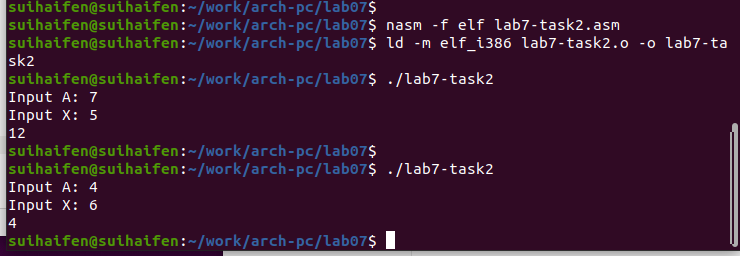 suihaifen@suihaifen:~/work/arch-pc/lab07$
suihaifen@suihaifen:~/work/arch-pc/lab07$ nasm -f elf lab7-task2.asm
suihaifen@suihaifen:~/work/arch-pc/lab07$ ld -m elf_i386 lab7-task2.o -o lab7-ta
sk2
suihaifen@suihaifen:~/work/arch-pc/lab07$ ./lab7-task2
Input A: 7
Input X: 5
12
suihaifen@suihaifen:~/work/arch-pc/lab07$
suihaifen@suihaifen:~/work/arch-pc/lab07$ ./lab7-task2
Input A: 4
Input X: 6
4
suihaifen@suihaifen:~/work/arch-pc/lab07$